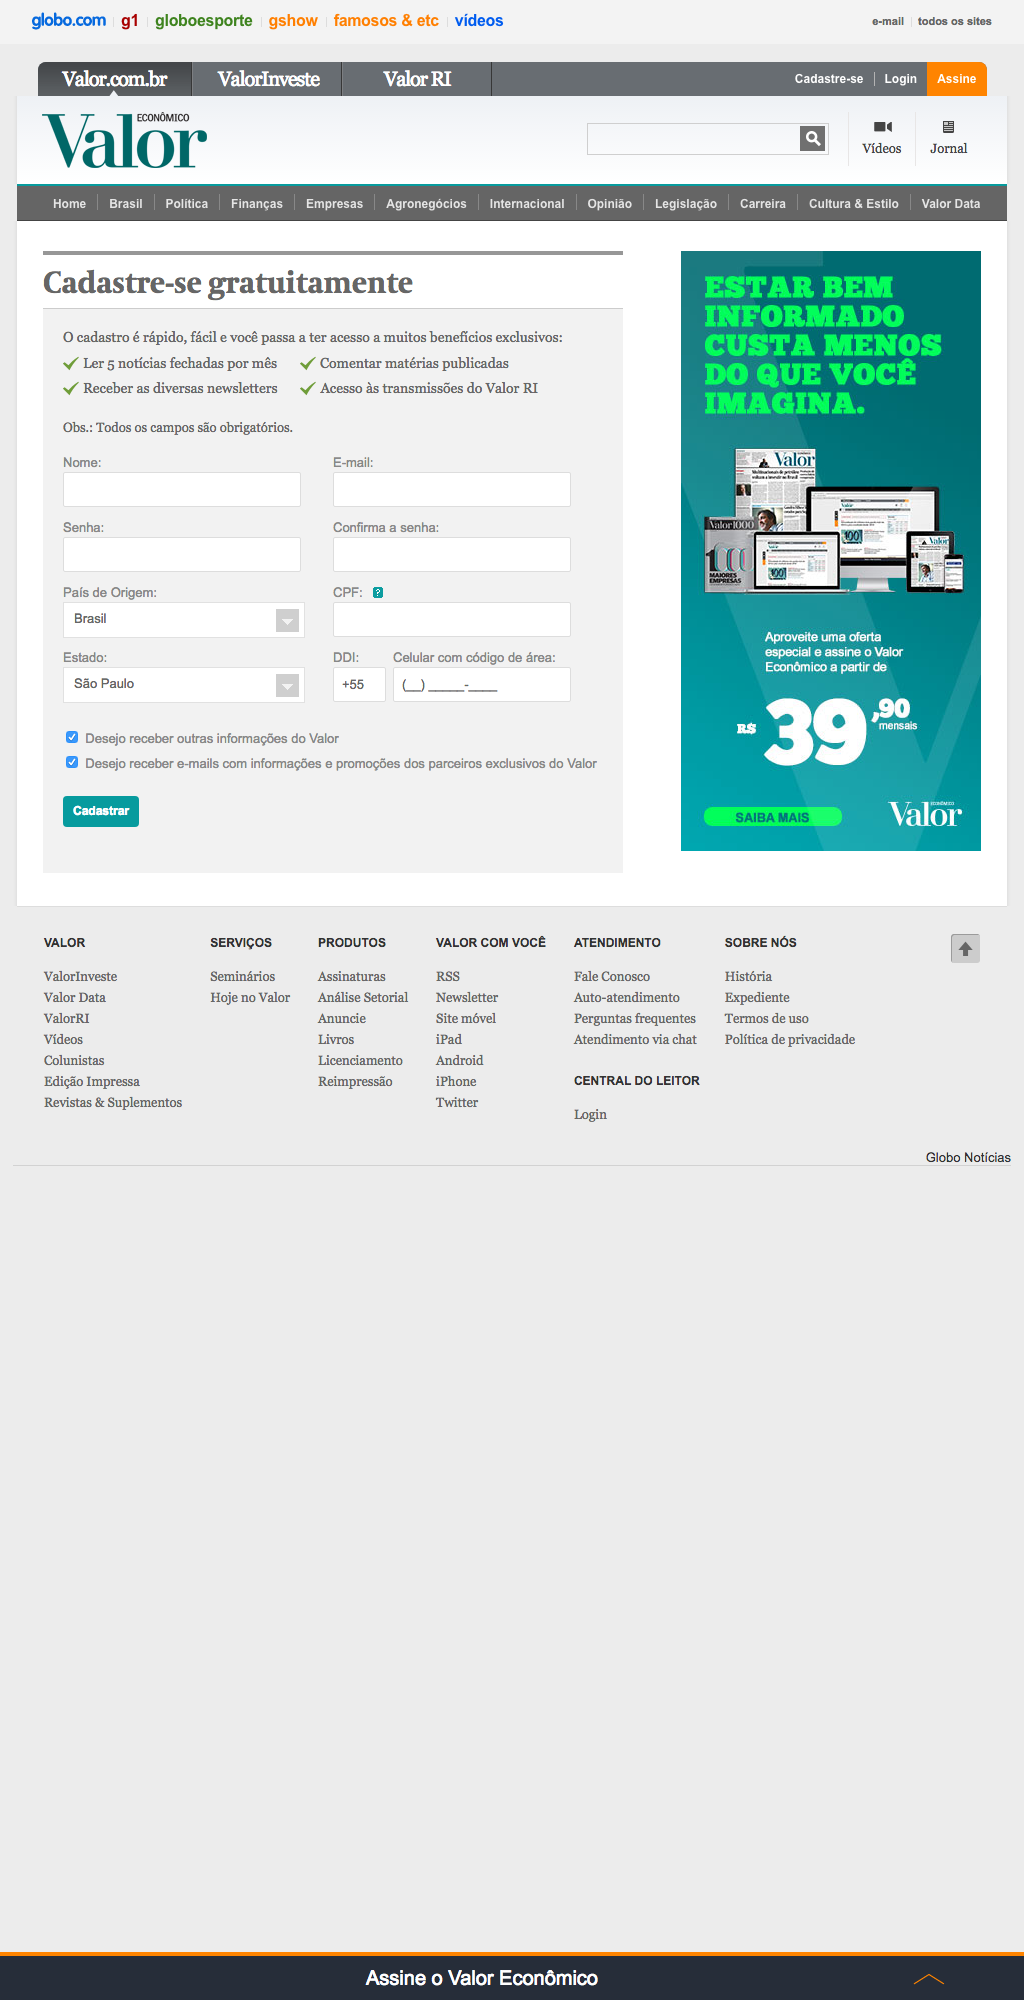 globo.com g1 globoesporte gshow famosos & etc vídeos
e-mail todos os sites
Valor.com.br ValorInveste Valor RI
Cadastre-se Login Assine
ECONÔMICO
Valor
Vídeos Jornal
Home Brasil Política Finanças Empresas Agronegócios Internacional Opinião Legislação Carreira Cultura & Estilo Valor Data
Cadastre-se gratuitamente
O cadastro é rápido, fácil e você passa a ter acesso a muitos benefícios exclusivos:
Ler 5 notícias fechadas por mês Comentar matérias publicadas
Receber as diversas newsletters Acesso às transmissões do Valor RI
Obs.: Todos os campos são obrigatórios.
Nome: E-mail:
Senha: Confirma a senha:
País de Origem: CPF: ?
Brasil
Estado: DDI: Celular com código de área:
São Paulo +55 (__) _____-____
Desejo receber outras informações do Valor
Desejo receber e-mails com informações e promoções dos parceiros exclusivos do Valor
Cadastrar
ESTAR BEM
INFORMADO
CUSTA MENOS
DO QUE VOCÊ
IMAGINA.
Valor
Valor1000
100
MAIORES
EMPRESAS
Aproveite uma oferta
especial e assine o Valor
Econômico a partir de
R$ 39,90
mensais
SAIBA MAIS
ECONÔMICO
Valor
VALOR
ValorInveste
Valor Data
ValorRI
Vídeos
Colunistas
Edição Impressa
Revistas & Suplementos
SERVIÇOS
Seminários
Hoje no Valor
PRODUTOS
Assinaturas
Análise Setorial
Anuncie
Livros
Licenciamento
Reimpressão
VALOR COM VOCÊ
RSS
Newsletter
Site móvel
iPad
Android
iPhone
Twitter
ATENDIMENTO
Fale Conosco
Auto-atendimento
Perguntas frequentes
Atendimento via chat
CENTRAL DO LEITOR
Login
SOBRE NÓS
História
Expediente
Termos de uso
Política de privacidade
Globo Notícias
Assine o Valor Econômico